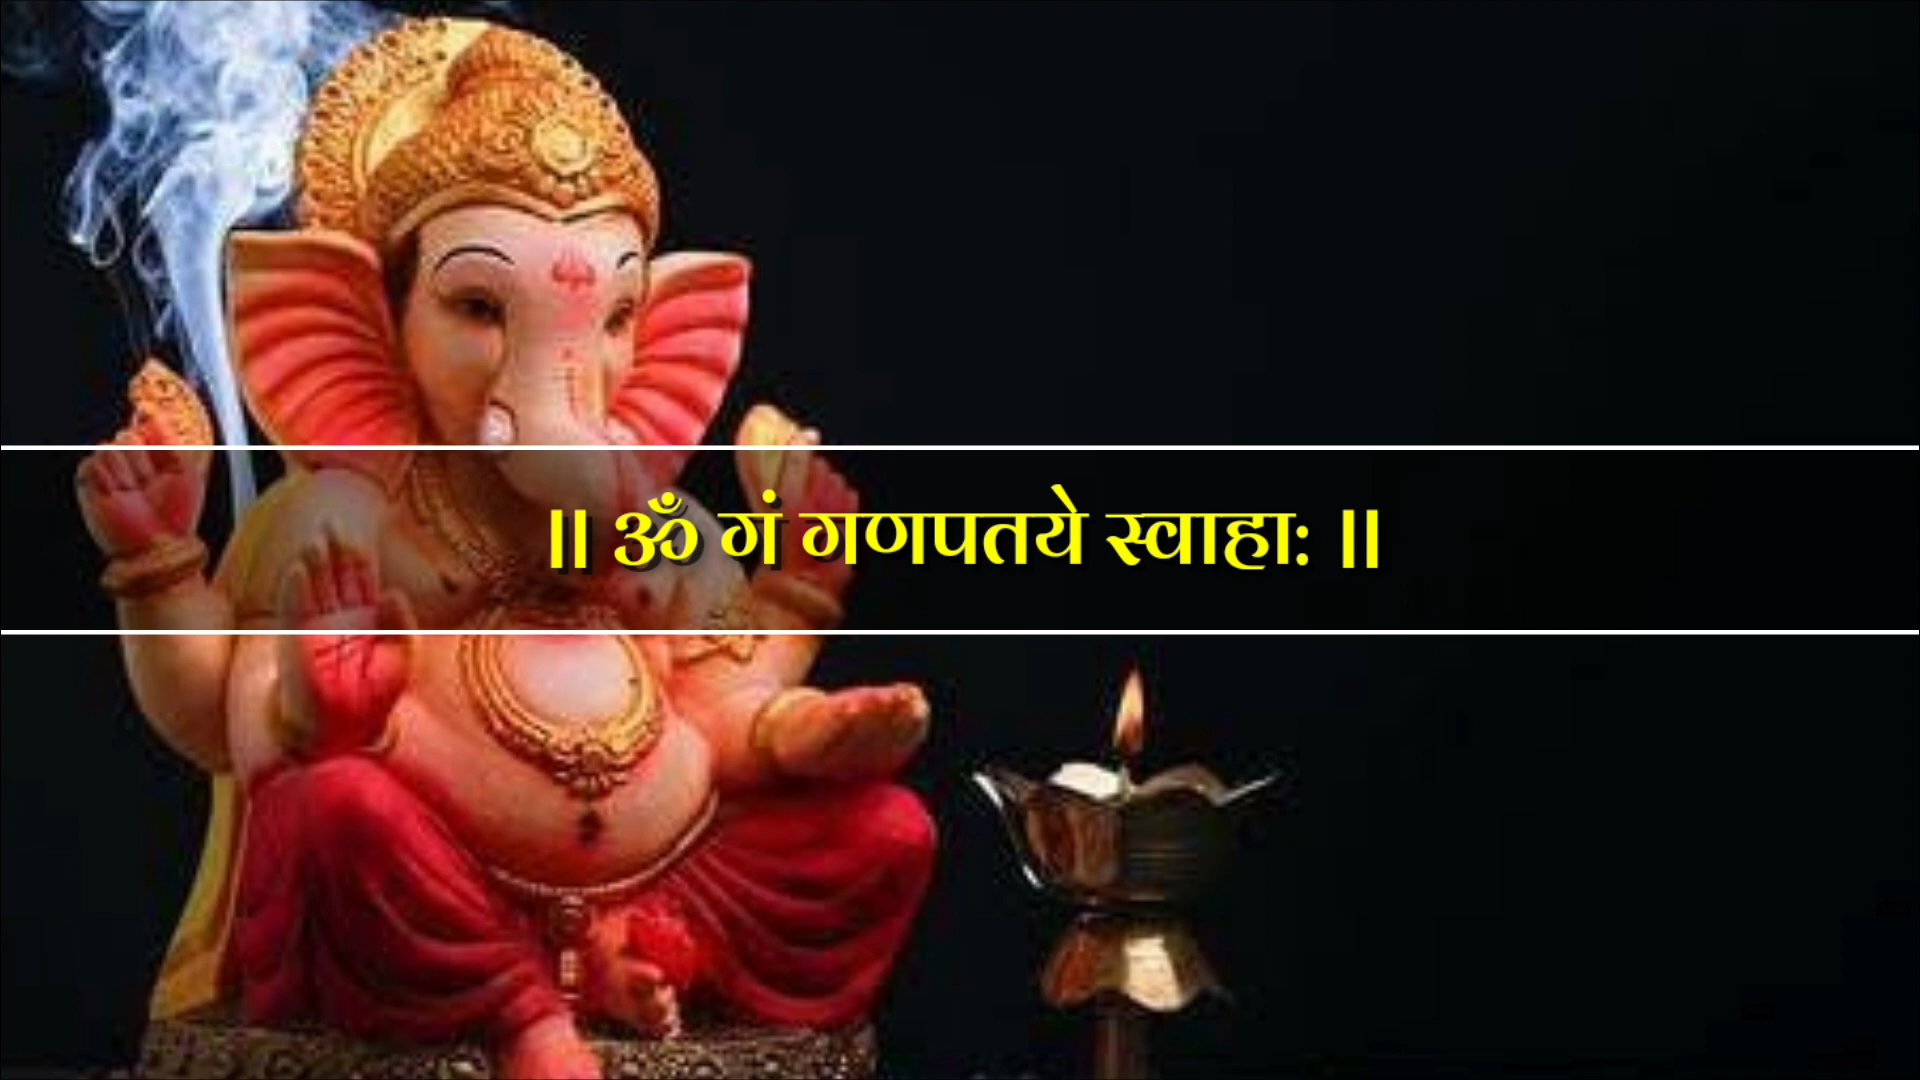 ॥ ॐ गं गणपतये स्वाहा: ॥